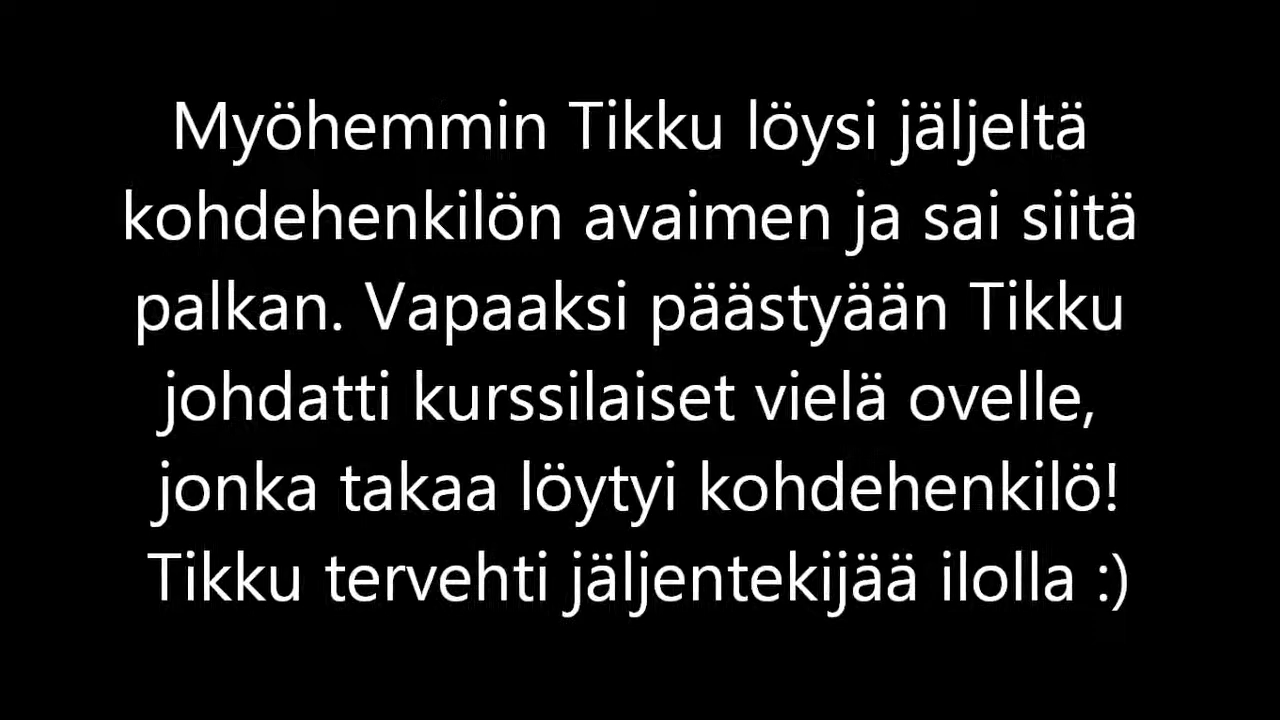 Myöhemmin Tikku löysi jäljeltä
kohdehenkilön avaimen ja sai siitä
palkan. Vapaaksi päästyään Tikku
johdatti kurssilaiset vielä ovelle,
jonka takaa löytyi kohdehenkilö!
Tikku tervehti jäljentekijää ilolla :)